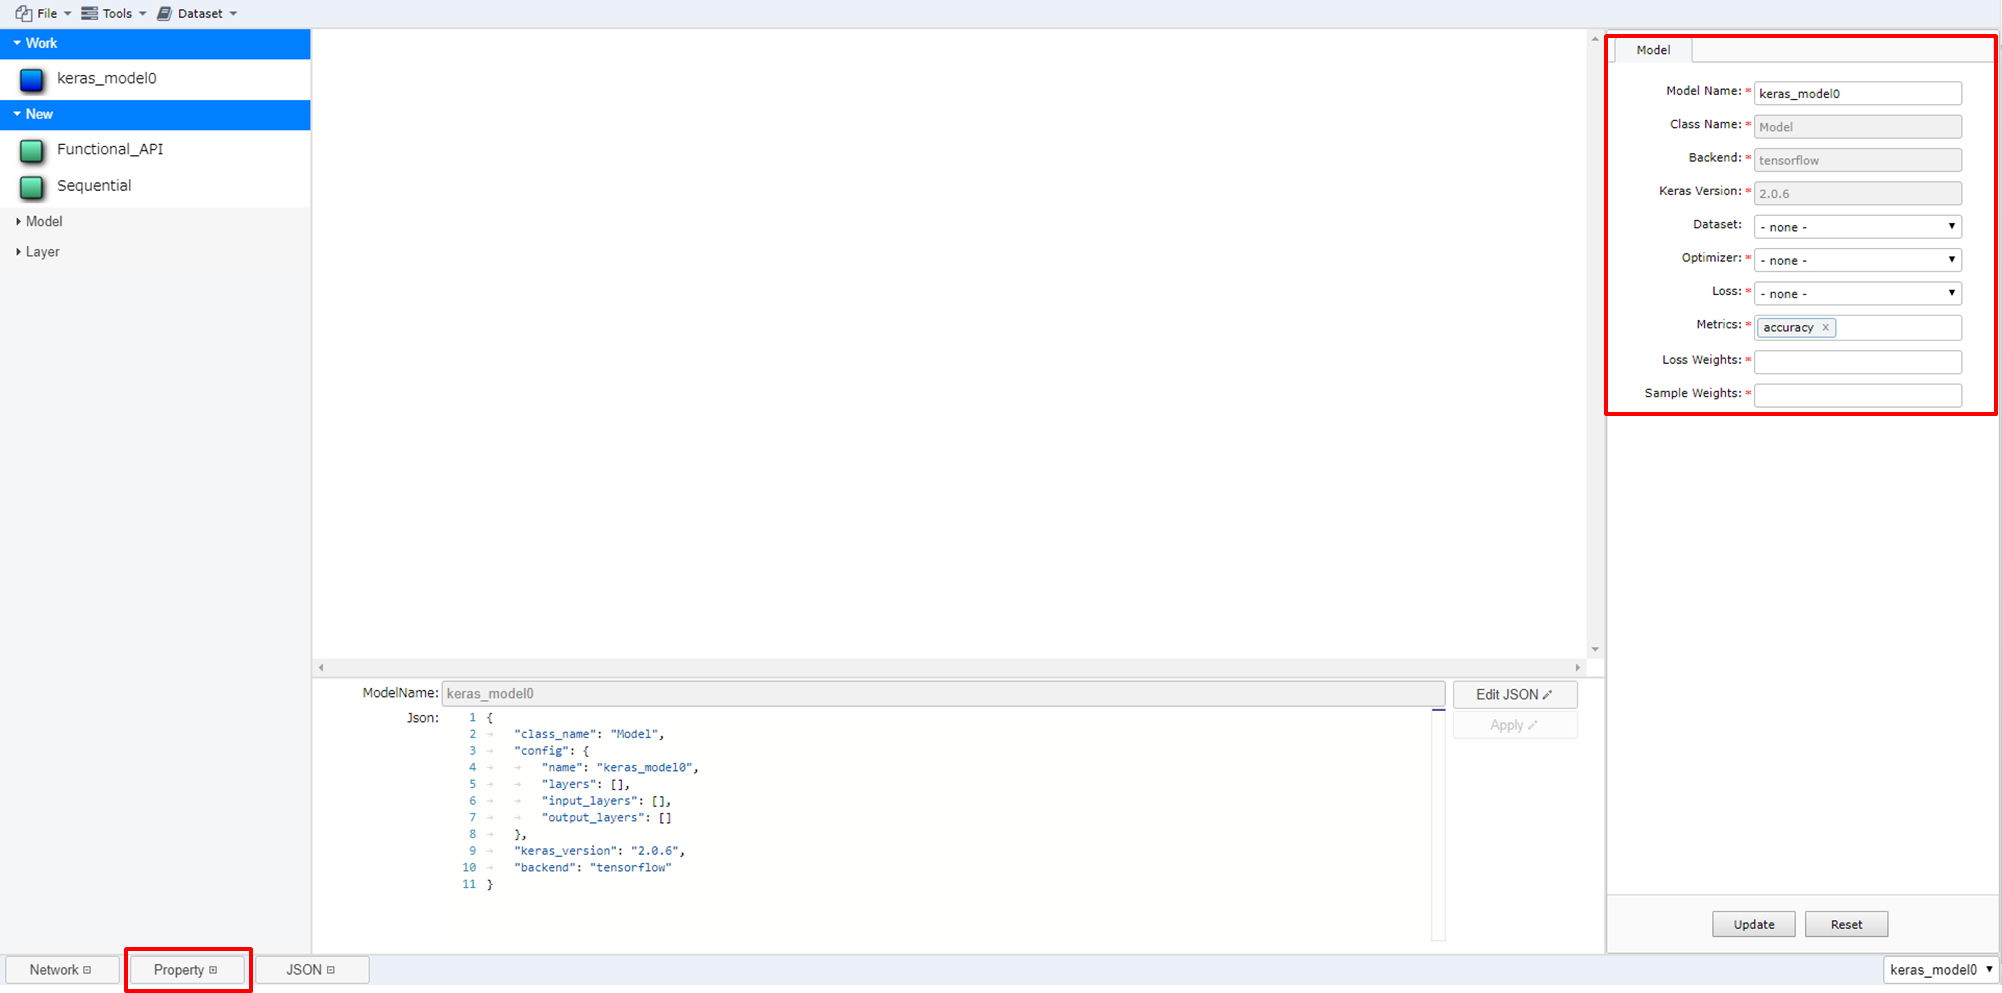 File Tools Dataset
Work
keras_model0
New
Functional_API
Sequential
Model
Layer
ModelName: keras_model0
Edit JSON
Apply
Json:
1 {
2 "class_name": "Model",
3 "config": {
4 "name": "keras_model0",
5 "layers": [],
6 "input_layers": [],
7 "output_layers": []
8 },
9 "keras_version": "2.0.6",
10 "backend": "tensorflow"
11 }
Model
Model Name: * keras_model0
Class Name: * Model
Backend: * tensorflow
Keras Version: * 2.0.6
Dataset: - none -
Optimizer: * - none -
Loss: * - none -
Metrics: * accuracy x
Loss Weights: *
Sample Weights: *
Update Reset
Network Property JSON keras_model0